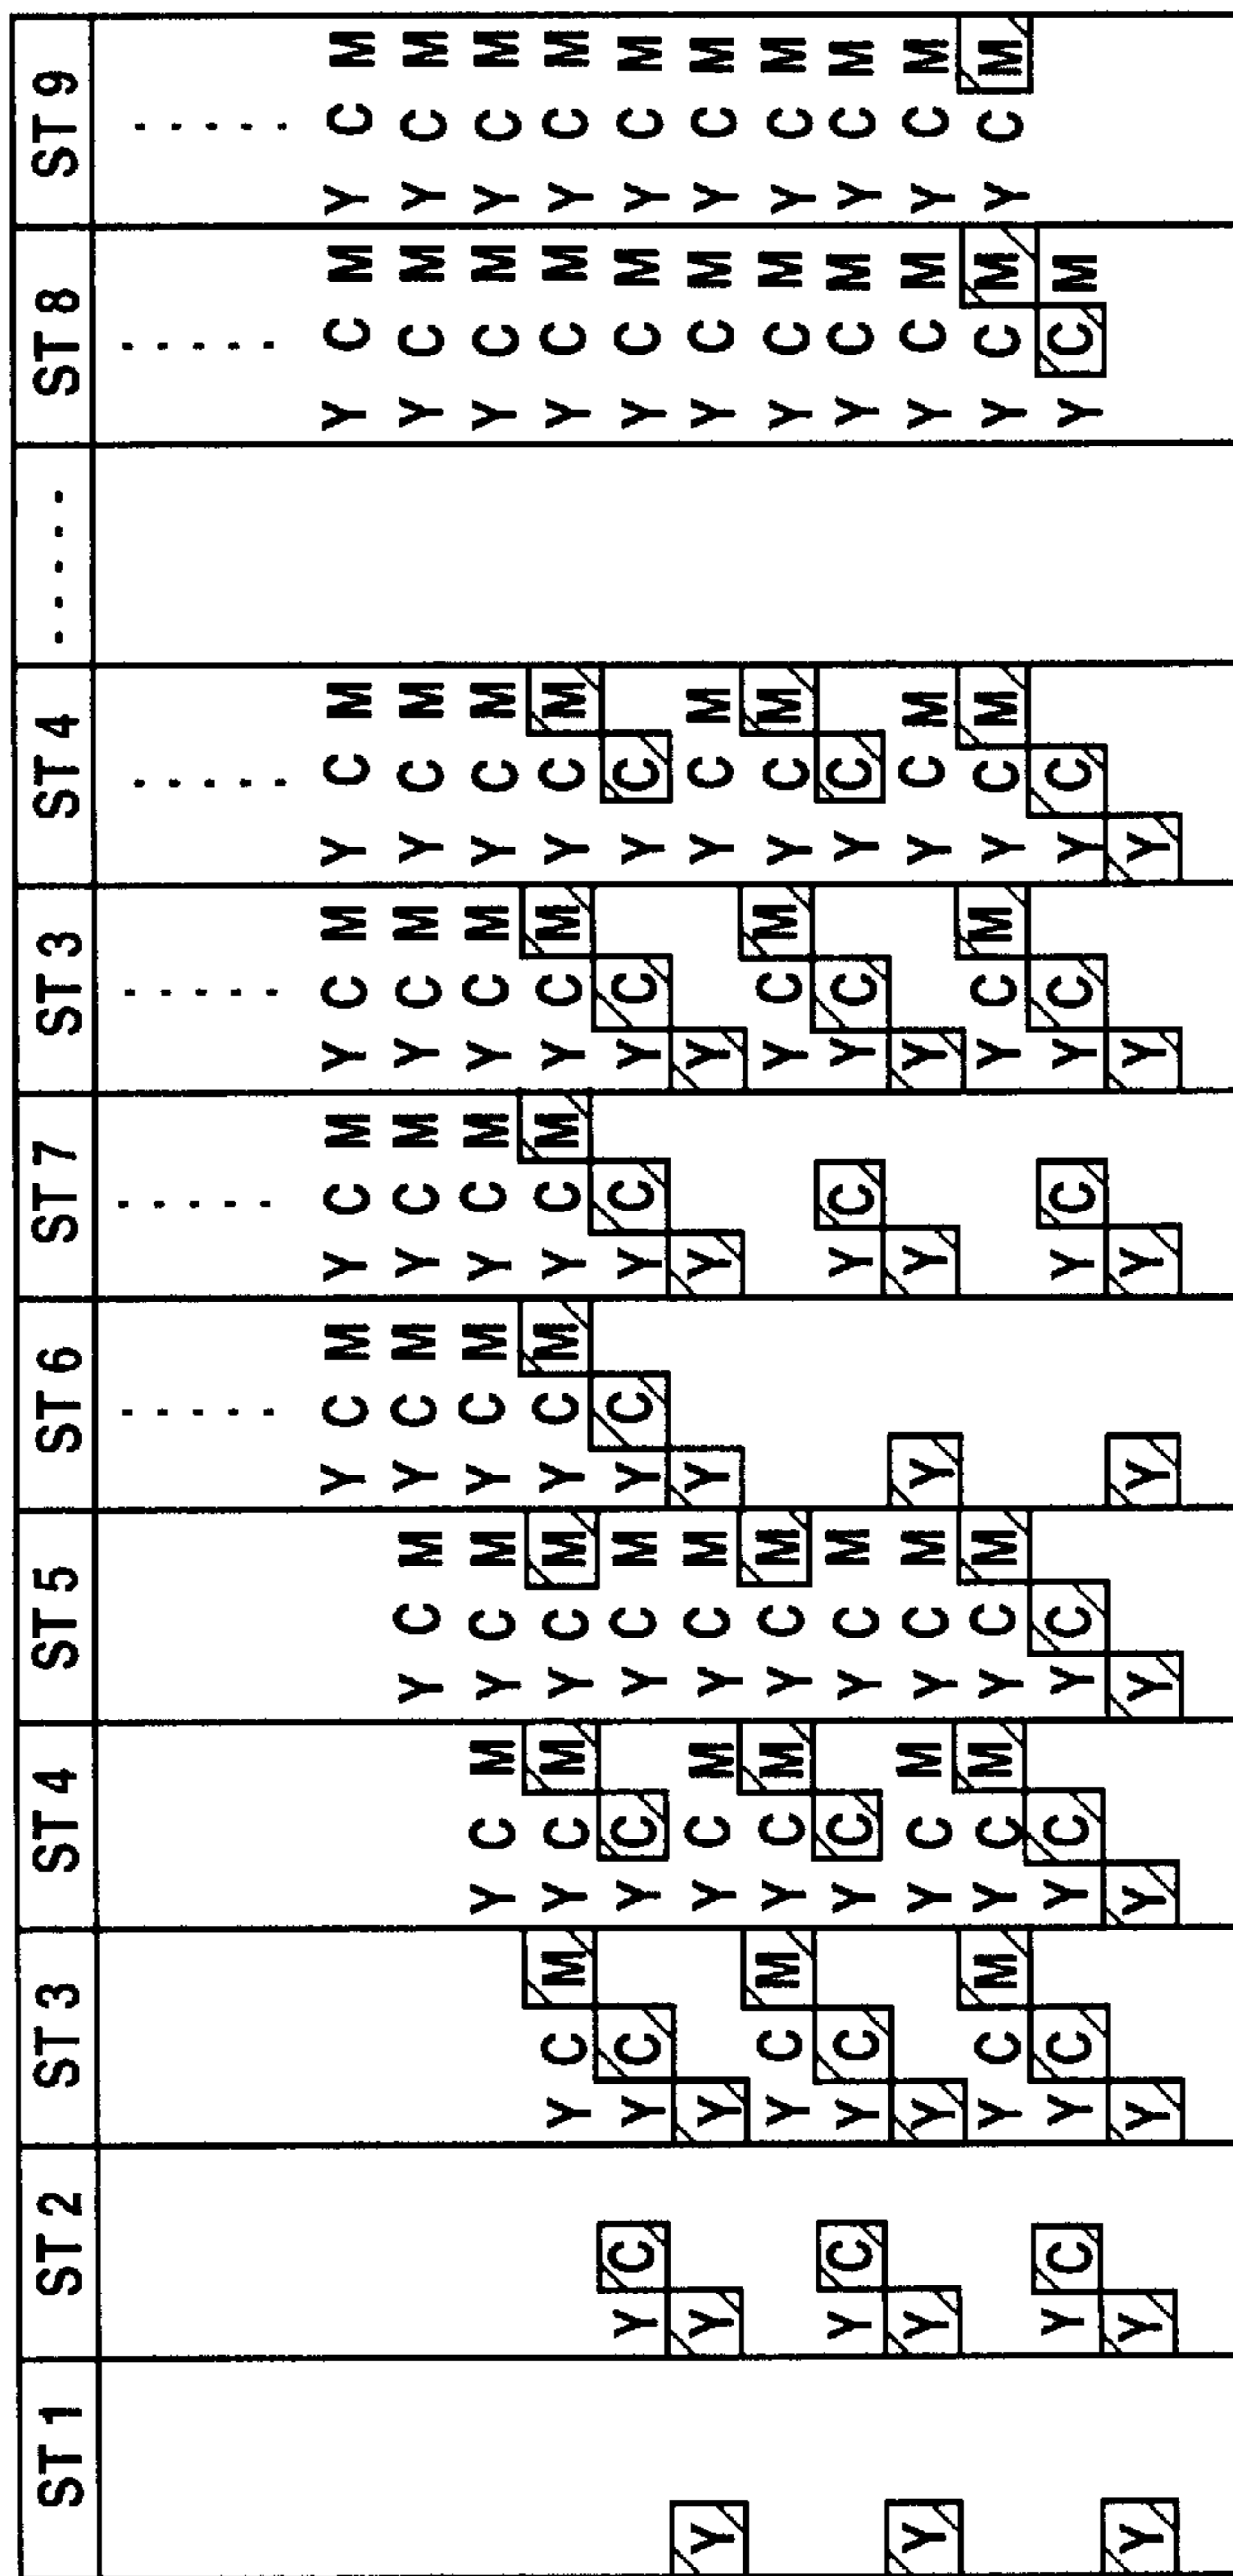 ST1 ST2 ST3 ST4 ST5 ST6 ST7 ST3 ST4 ..... ST8 ST9
..... ..... ..... ..... ..... .....
Y C M Y C M Y C M Y C M Y C M Y C M
Y C M Y C M Y C M Y C M Y C M Y C M Y C M
Y C M Y C M Y C M Y C M Y C M Y C M Y C M Y C M
Y C M Y C M Y C M Y C M Y C M Y C M Y C M Y C M Y C M
Y C Y C Y C Y C M Y C Y C Y C Y C Y C M Y C M
Y Y Y Y C M Y C M Y Y Y Y C M Y C M Y C M
Y C M Y C M Y C M Y C M Y C M Y C M Y C M
Y C Y C Y C Y C M Y C Y C Y C Y C M Y C M
Y Y Y Y C M Y C M Y Y Y Y C M Y C M Y C M
Y C M Y C M Y C M Y C M Y C M Y C M Y C M
Y C Y C Y C Y C Y C Y C Y C Y C M
Y Y Y Y Y Y Y Y Y